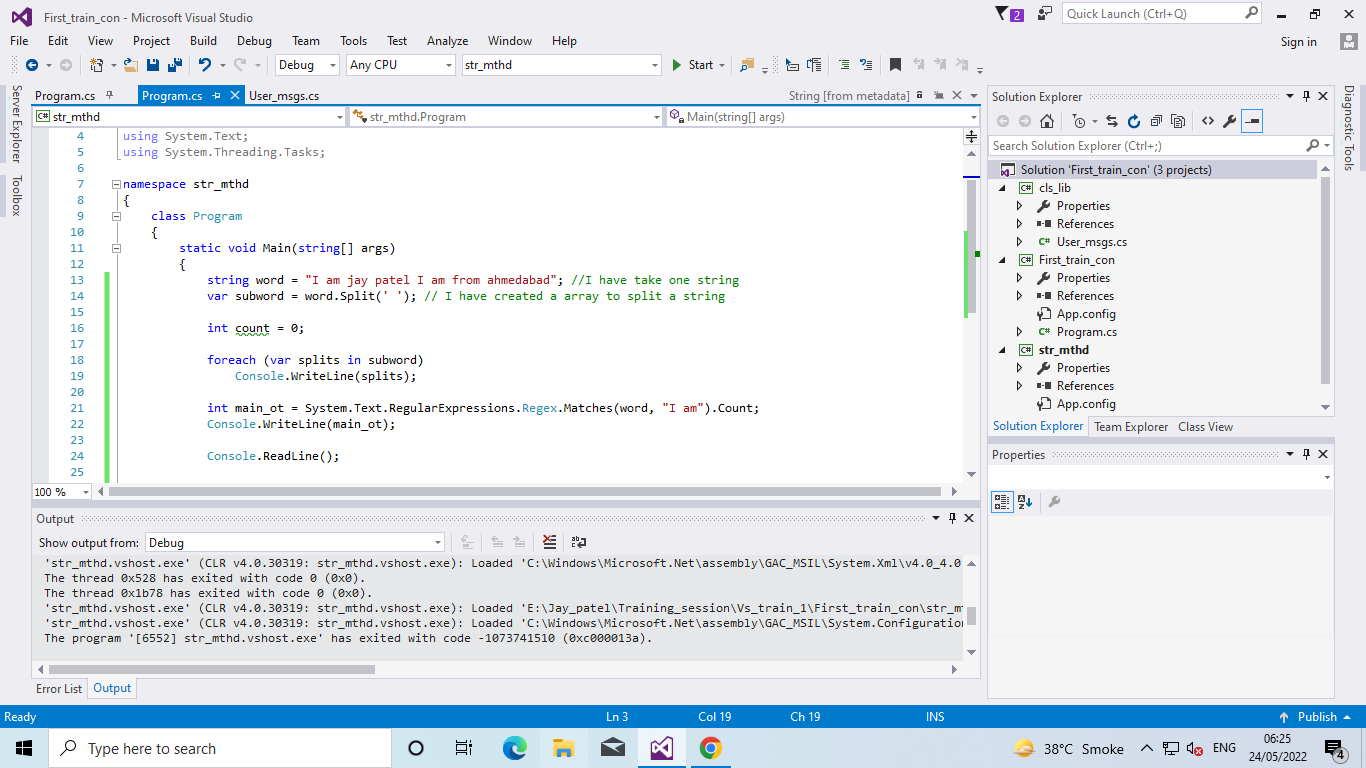 First_train_con - Microsoft Visual Studio
2
Quick Launch (Ctrl+Q)
File Edit View Project Build Debug Team Tools Test Analyze Window Help
Sign in
Debug Any CPU str_mthd Start
Server Explorer
Toolbox
Program.cs Program.cs User_msgs.cs String [from metadata]
str_mthd str_mthd.Program Main(string[] args)
4 using System.Text;
5 using System.Threading.Tasks;
6
7 namespace str_mthd
8 {
9 class Program
10 {
11 static void Main(string[] args)
12 {
13 string word = "I am jay patel I am from ahmedabad"; //I have take one string
14 var subword = word.Split(' '); // I have created a array to split a string
15
16 int count = 0;
17
18 foreach (var splits in subword)
19 Console.WriteLine(splits);
20
21 int main_ot = System.Text.RegularExpressions.Regex.Matches(word, "I am").Count;
22 Console.WriteLine(main_ot);
23
24 Console.ReadLine();
25
100 %
Output
Show output from: Debug
'str_mthd.vshost.exe' (CLR v4.0.30319: str_mthd.vshost.exe): Loaded 'C:\Windows\Microsoft.Net\assembly\GAC_MSIL\System.Xml\v4.0_4.0
The thread 0x528 has exited with code 0 (0x0).
The thread 0x1b78 has exited with code 0 (0x0).
'str_mthd.vshost.exe' (CLR v4.0.30319: str_mthd.vshost.exe): Loaded 'E:\Jay_patel\Training_session\Vs_train_1\First_train_con\str_mt
'str_mthd.vshost.exe' (CLR v4.0.30319: str_mthd.vshost.exe): Loaded 'C:\Windows\Microsoft.Net\assembly\GAC_MSIL\System.Configuration
The program '[6552] str_mthd.vshost.exe' has exited with code -1073741510 (0xc000013a).
Error List Output
Solution Explorer
Search Solution Explorer (Ctrl+;)
Solution 'First_train_con' (3 projects)
C# cls_lib
Properties
References
C# User_msgs.cs
C# First_train_con
Properties
References
App.config
C# Program.cs
C# str_mthd
Properties
References
App.config
Solution Explorer Team Explorer Class View
Properties
Diagnostic Tools
Ready Ln 3 Col 19 Ch 19 INS Publish
Type here to search
38°C Smoke ENG
06:25
24/05/2022
4